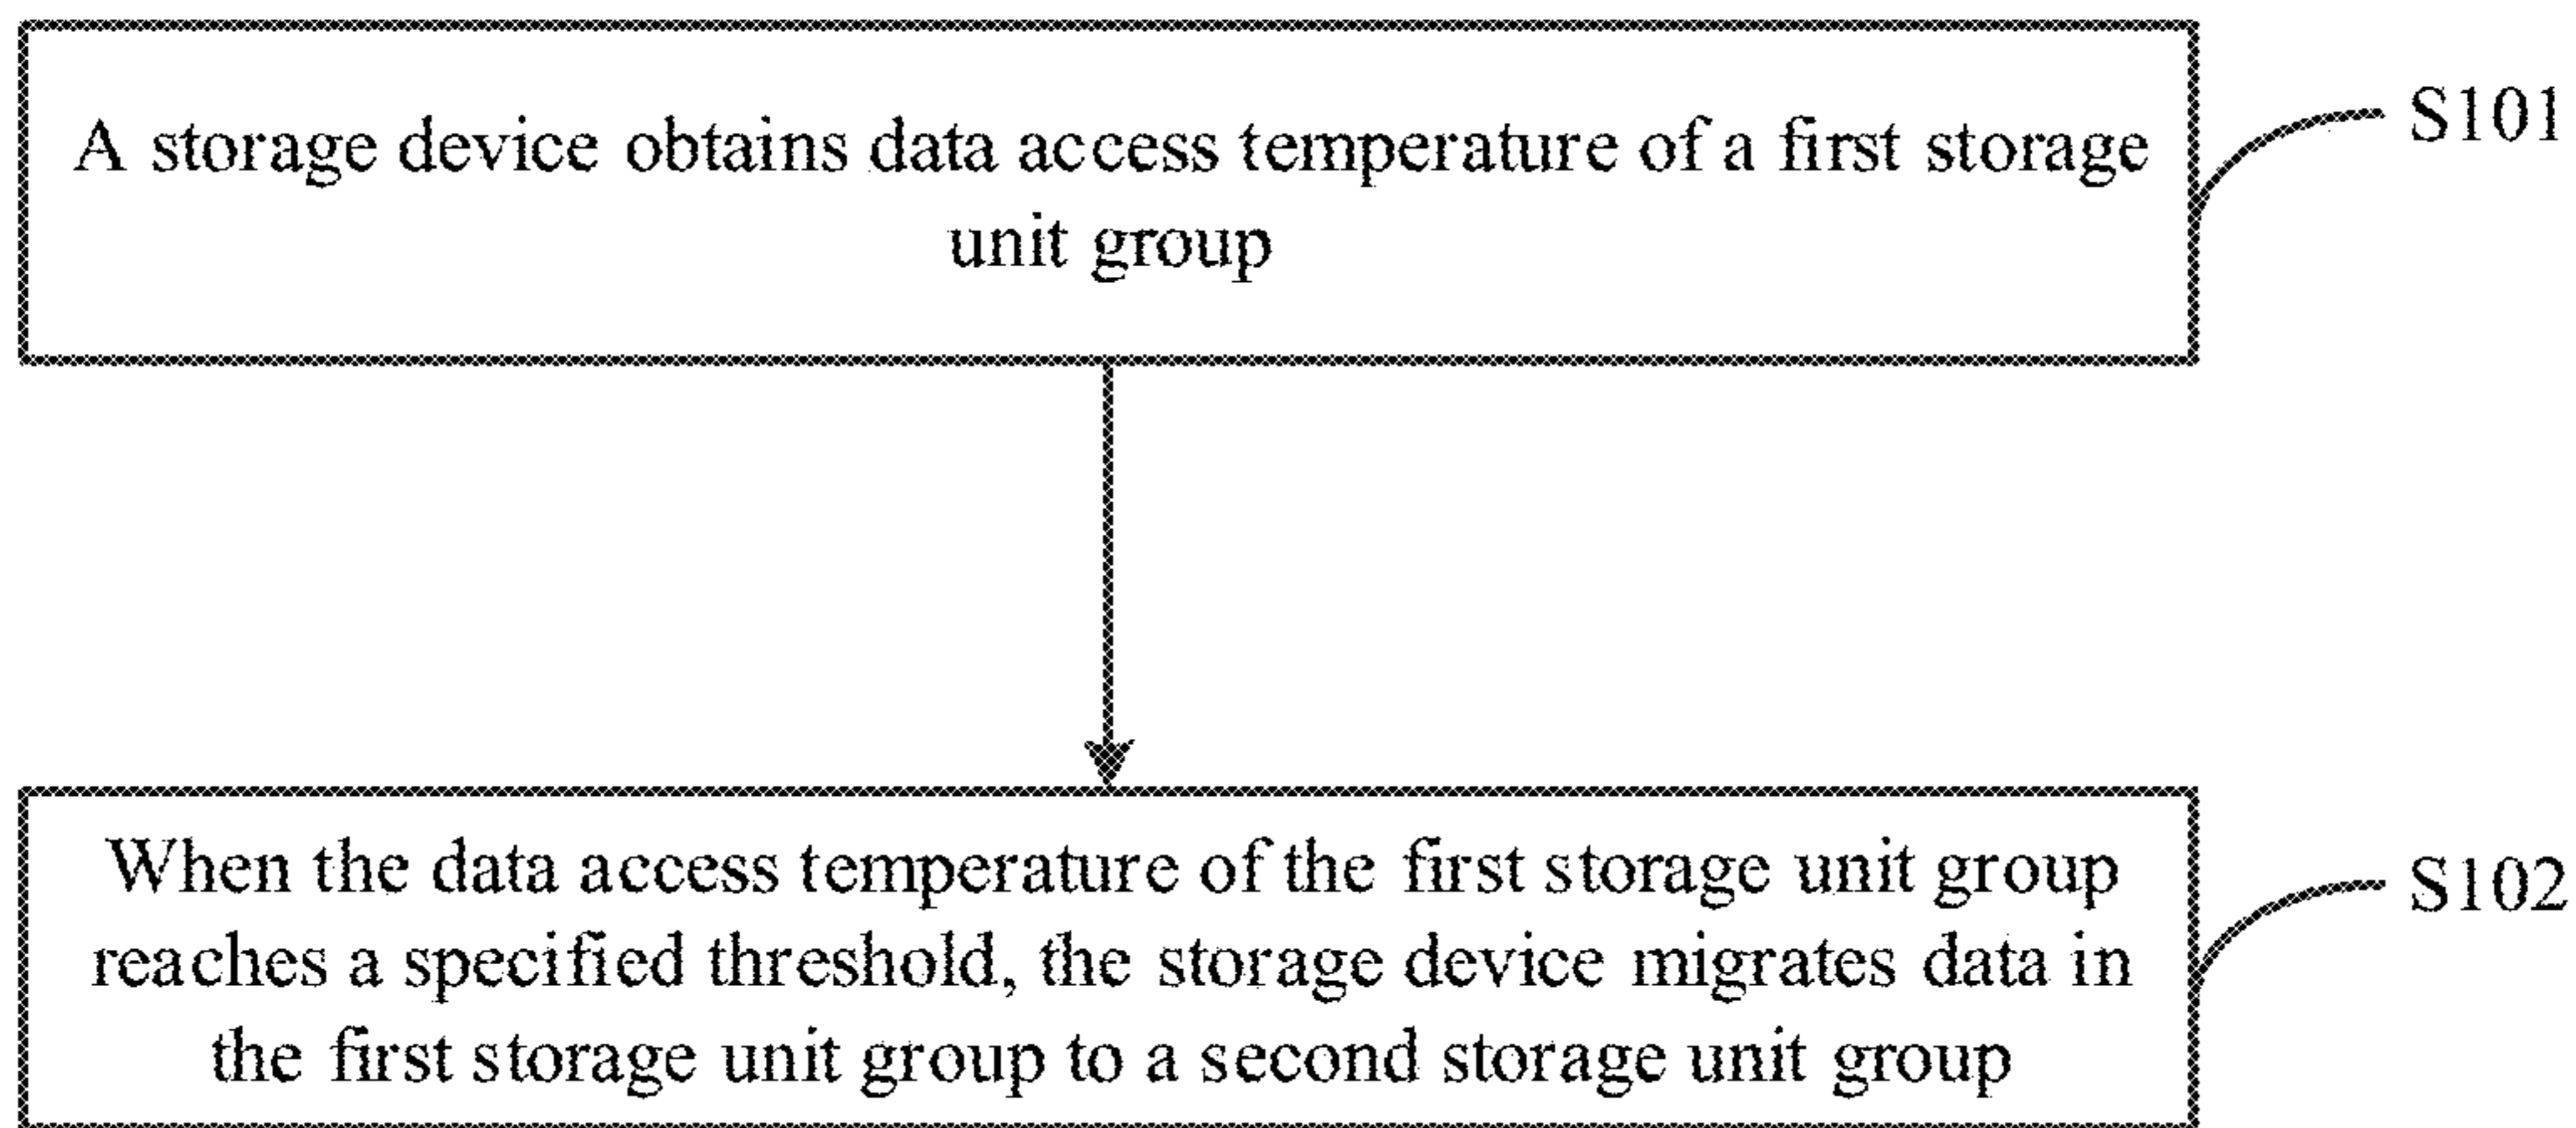 A storage device obtains data access temperature of a first storage
unit group
S101
When the data access temperature of the first storage unit group
reaches a specified threshold, the storage device migrates data in
the first storage unit group to a second storage unit group
S102